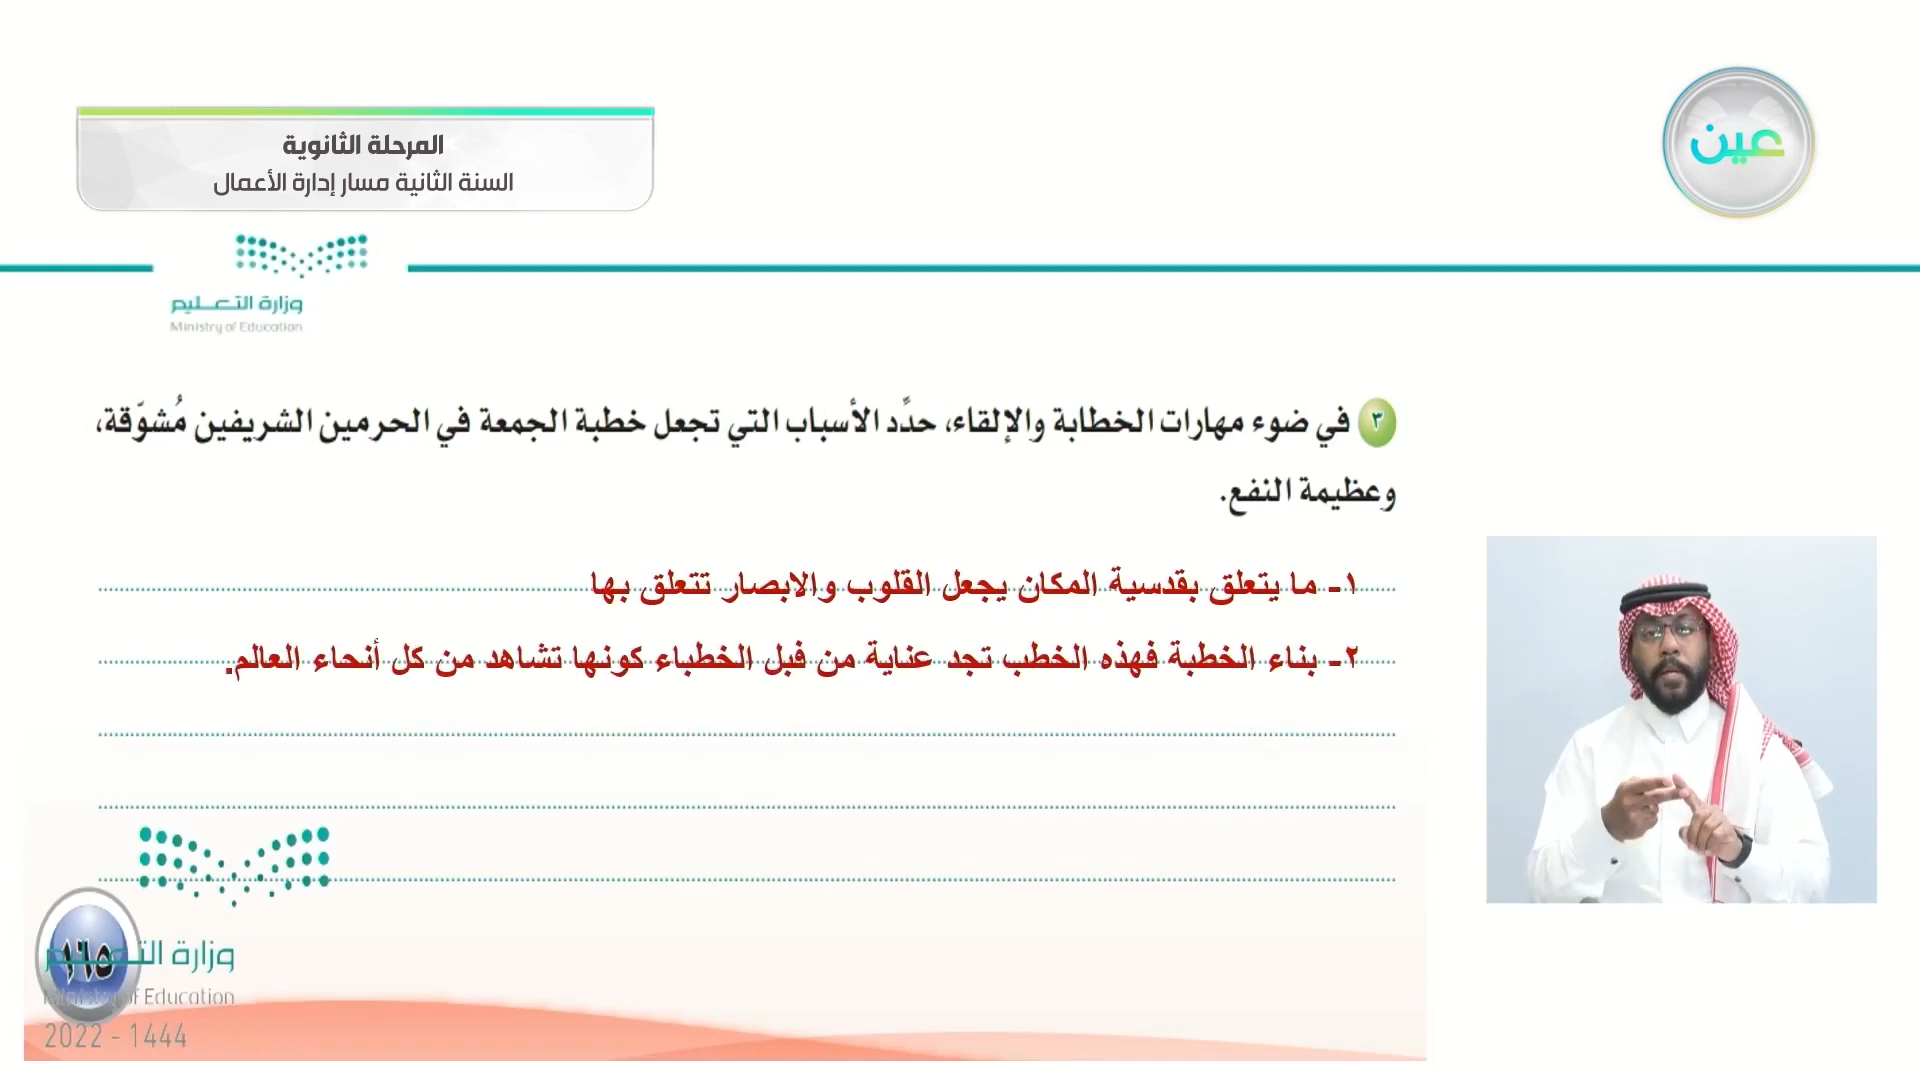 المرحلة الثانوية
السنة الثانية مسار إدارة الأعمال
عين
وزارة التعليم
Ministry of Education
٣ في ضوء مهارات الخطابة والإلقاء، حدِّد الأسباب التي تجعل خطبة الجمعة في الحرمين الشريفين مُشوّقة،
وعظيمة النفع.
١- ما يتعلق بقدسية المكان يجعل القلوب والابصار تتعلق بها
٢- بناء الخطبة فهذه الخطب تجد عناية من قبل الخطباء كونها تشاهد من كل أنحاء العالم.
وزارة التعليم
Ministry of Education
١٦٥
2022 - 1444